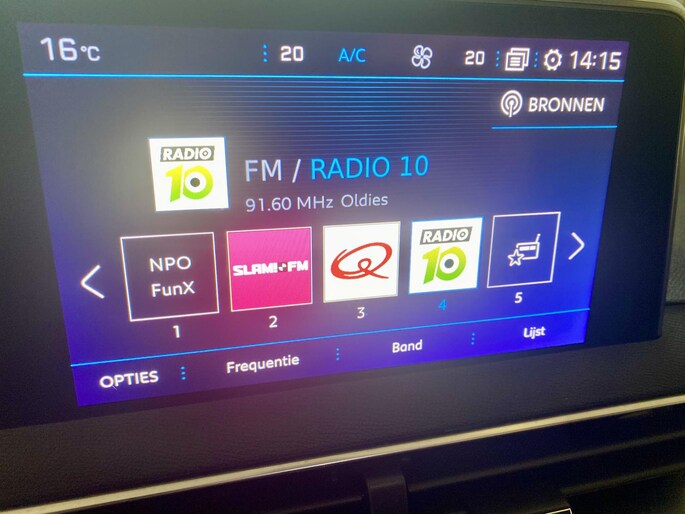 16°C 20 A/C 20 14:15
BRONNEN
RADIO
10
FM / RADIO 10
91.60 MHz Oldies
NPO
FunX
SLAM! FM
Q
RADIO
10
1 2 3 4 5
OPTIES Frequentie Band Lijst